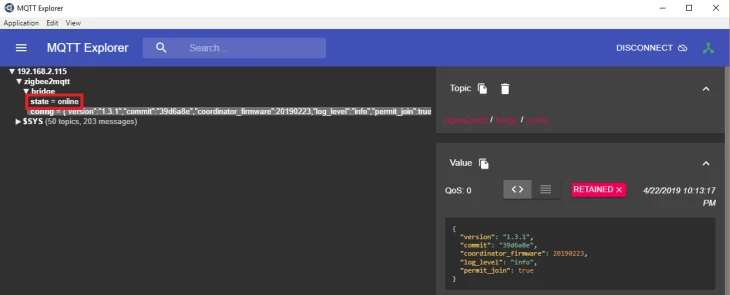 MQTT Explorer
Application Edit View
MQTT Explorer
Search...
DISCONNECT
▼ 192.168.2.115
▼ zigbee2mqtt
▼ bridge
state = online
config = {"version":"1.3.1","commit":"39d6a8e","coordinator_firmware":20190223,"log_level":"info","permit_join":true
▶ $SYS (50 topics, 203 messages)
Topic
zigbee2mqtt / bridge / config
Value
QoS: 0
RETAINED ×
4/22/2019 10:13:17
PM
{
"version": "1.3.1",
"commit": "39d6a8e",
"coordinator_firmware": 20190223,
"log_level": "info",
"permit_join": true
}